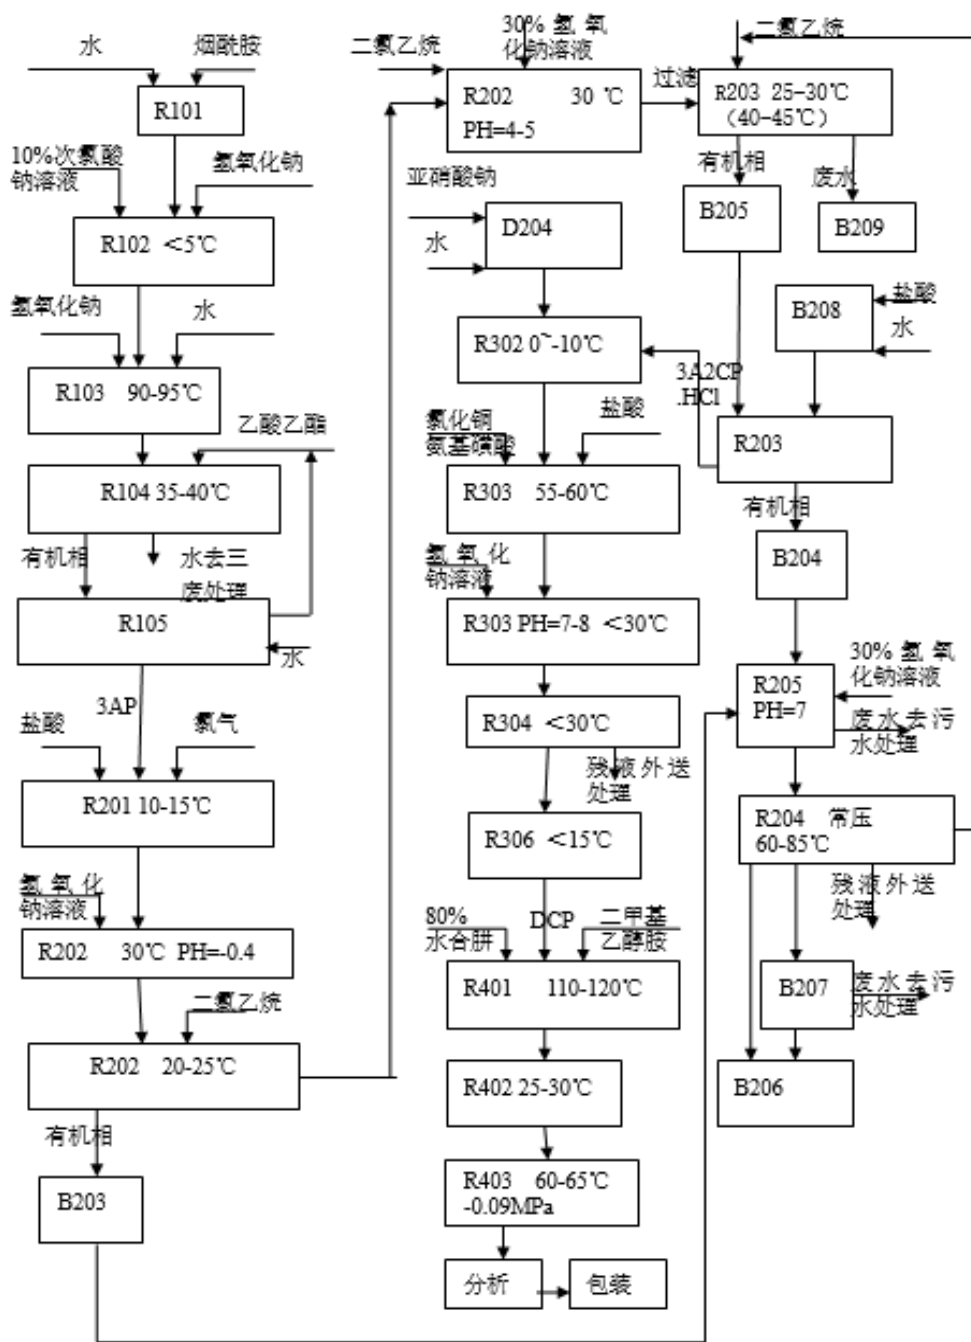 水
烟酰胺
R101
10%次氯酸
钠溶液
氢氧化钠
R102 <5℃
氢氧化钠
水
R103 90-95℃
乙酸乙酯
R104 35-40℃
有机相
水去三
废处理
R105
水
3AP
盐酸
氯气
R201 10-15℃
氢氧化
钠溶液
R202 30℃ PH=-0.4
二氯乙烷
R202 20-25℃
有机相
B203
二氯乙烷
30%氢氧
化钠溶液
R202 30 ℃
PH=4-5
过滤
亚硝酸钠
水
D204
R302 0~-10℃
3A2CP
.HCl
氯化铜
氨基磺酸
盐酸
R303 55-60℃
氢氧化
钠溶液
R303 PH=7-8 <30℃
R304 <30℃
残液外送
处理
R306 <15℃
DCP
80%
水合肼
二甲基
乙醇胺
R401 110-120℃
R402 25-30℃
R403 60-65℃
-0.09MPa
分析
包装
二氯乙烷
R203 25-30℃
(40-45℃)
有机相
废水
B205
B209
B208
盐酸
水
R203
有机相
B204
R205
PH=7
30%氢氧
化钠溶液
废水去污
水处理
R204 常压
60-85℃
残液外送
处理
B207
废水去污
水处理
B206